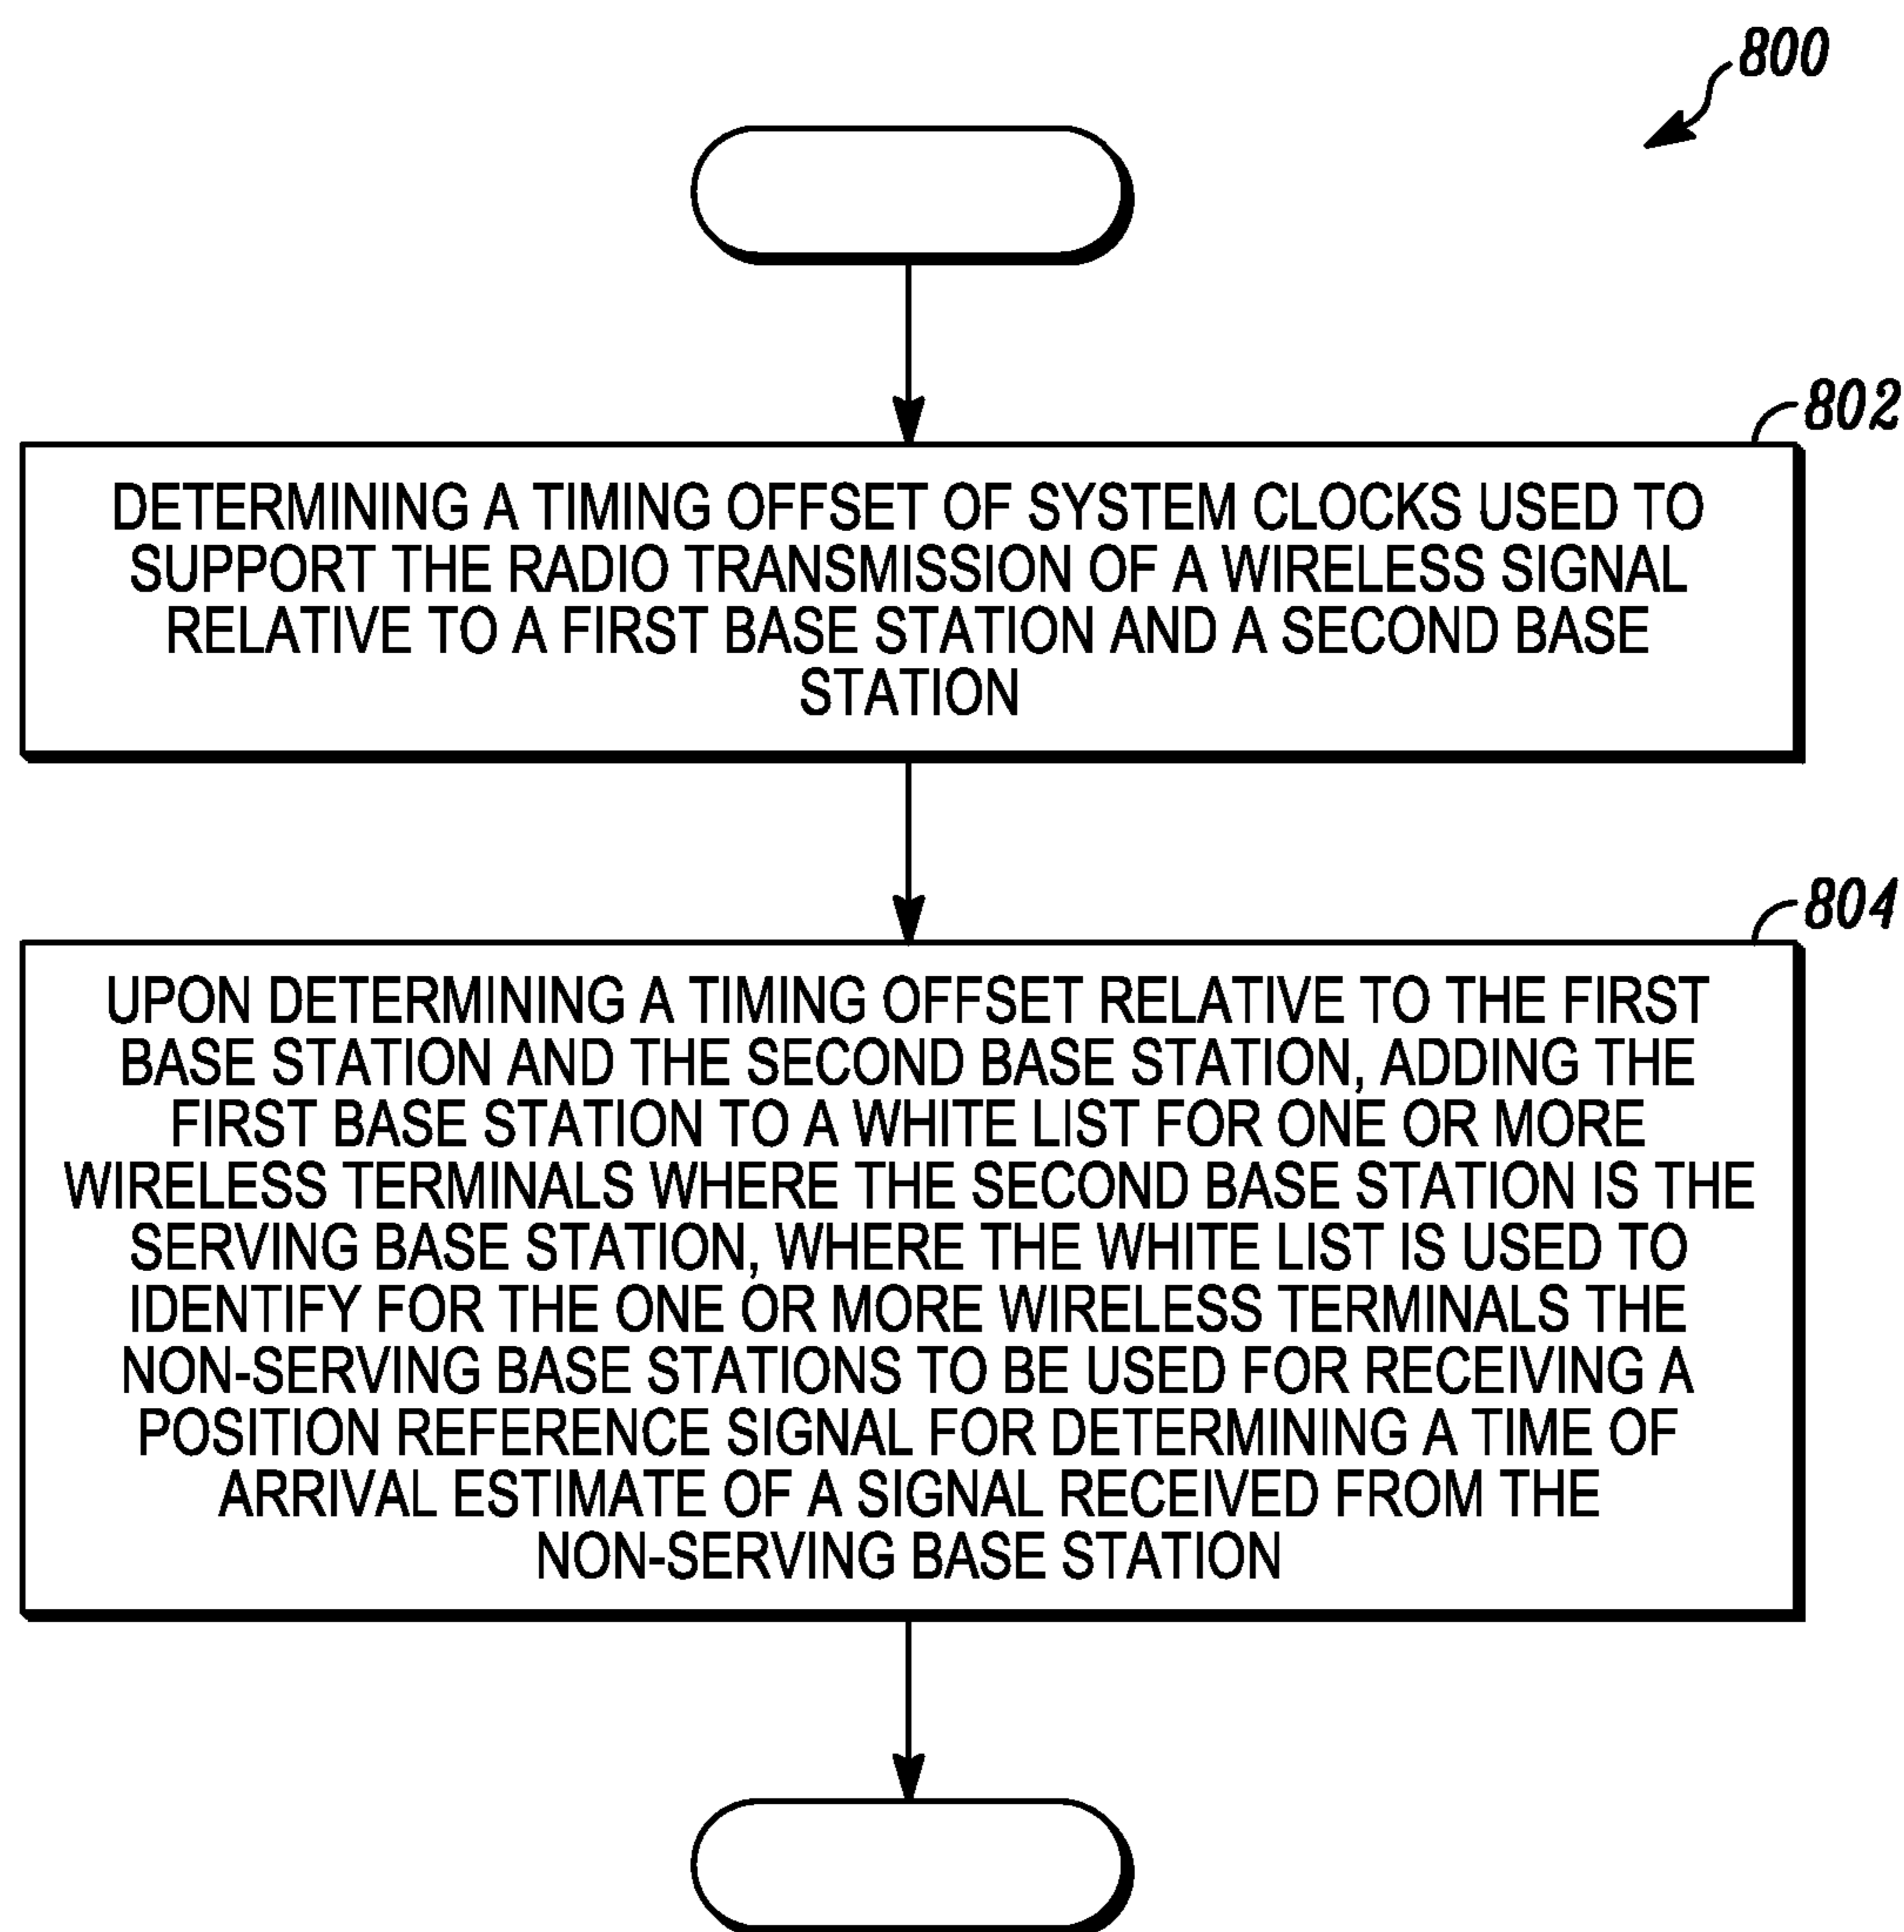 800
802
DETERMINING A TIMING OFFSET OF SYSTEM CLOCKS USED TO
SUPPORT THE RADIO TRANSMISSION OF A WIRELESS SIGNAL
RELATIVE TO A FIRST BASE STATION AND A SECOND BASE
STATION
804
UPON DETERMINING A TIMING OFFSET RELATIVE TO THE FIRST
BASE STATION AND THE SECOND BASE STATION, ADDING THE
FIRST BASE STATION TO A WHITE LIST FOR ONE OR MORE
WIRELESS TERMINALS WHERE THE SECOND BASE STATION IS THE
SERVING BASE STATION, WHERE THE WHITE LIST IS USED TO
IDENTIFY FOR THE ONE OR MORE WIRELESS TERMINALS THE
NON-SERVING BASE STATIONS TO BE USED FOR RECEIVING A
POSITION REFERENCE SIGNAL FOR DETERMINING A TIME OF
ARRIVAL ESTIMATE OF A SIGNAL RECEIVED FROM THE
NON-SERVING BASE STATION